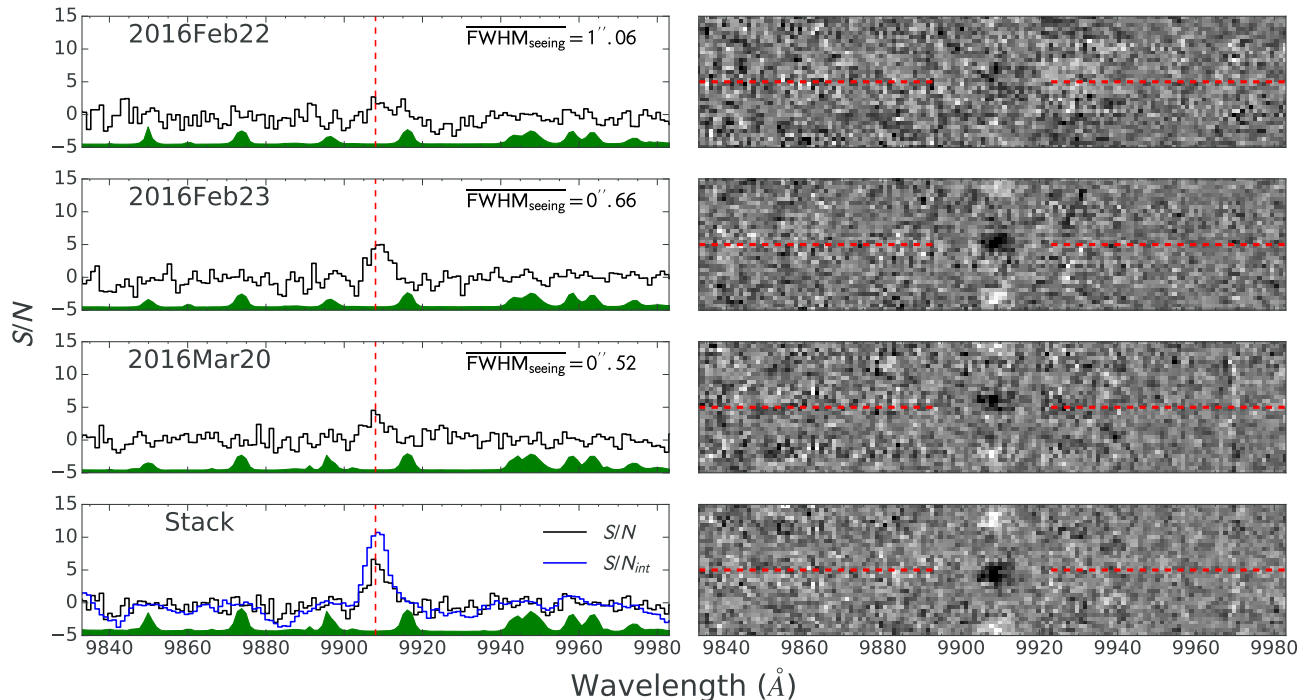 2016Feb22
FWHM_seeing = 1″.06
15
10
5
0
−5
2016Feb23
FWHM_seeing = 0″.66
15
10
5
0
−5
2016Mar20
FWHM_seeing = 0″.52
15
10
5
0
−5
Stack
S/N
S/N_int
15
10
5
0
−5
S/N
9840 9860 9880 9900 9920 9940 9960 9980
9840 9860 9880 9900 9920 9940 9960 9980
Wavelength (Å)